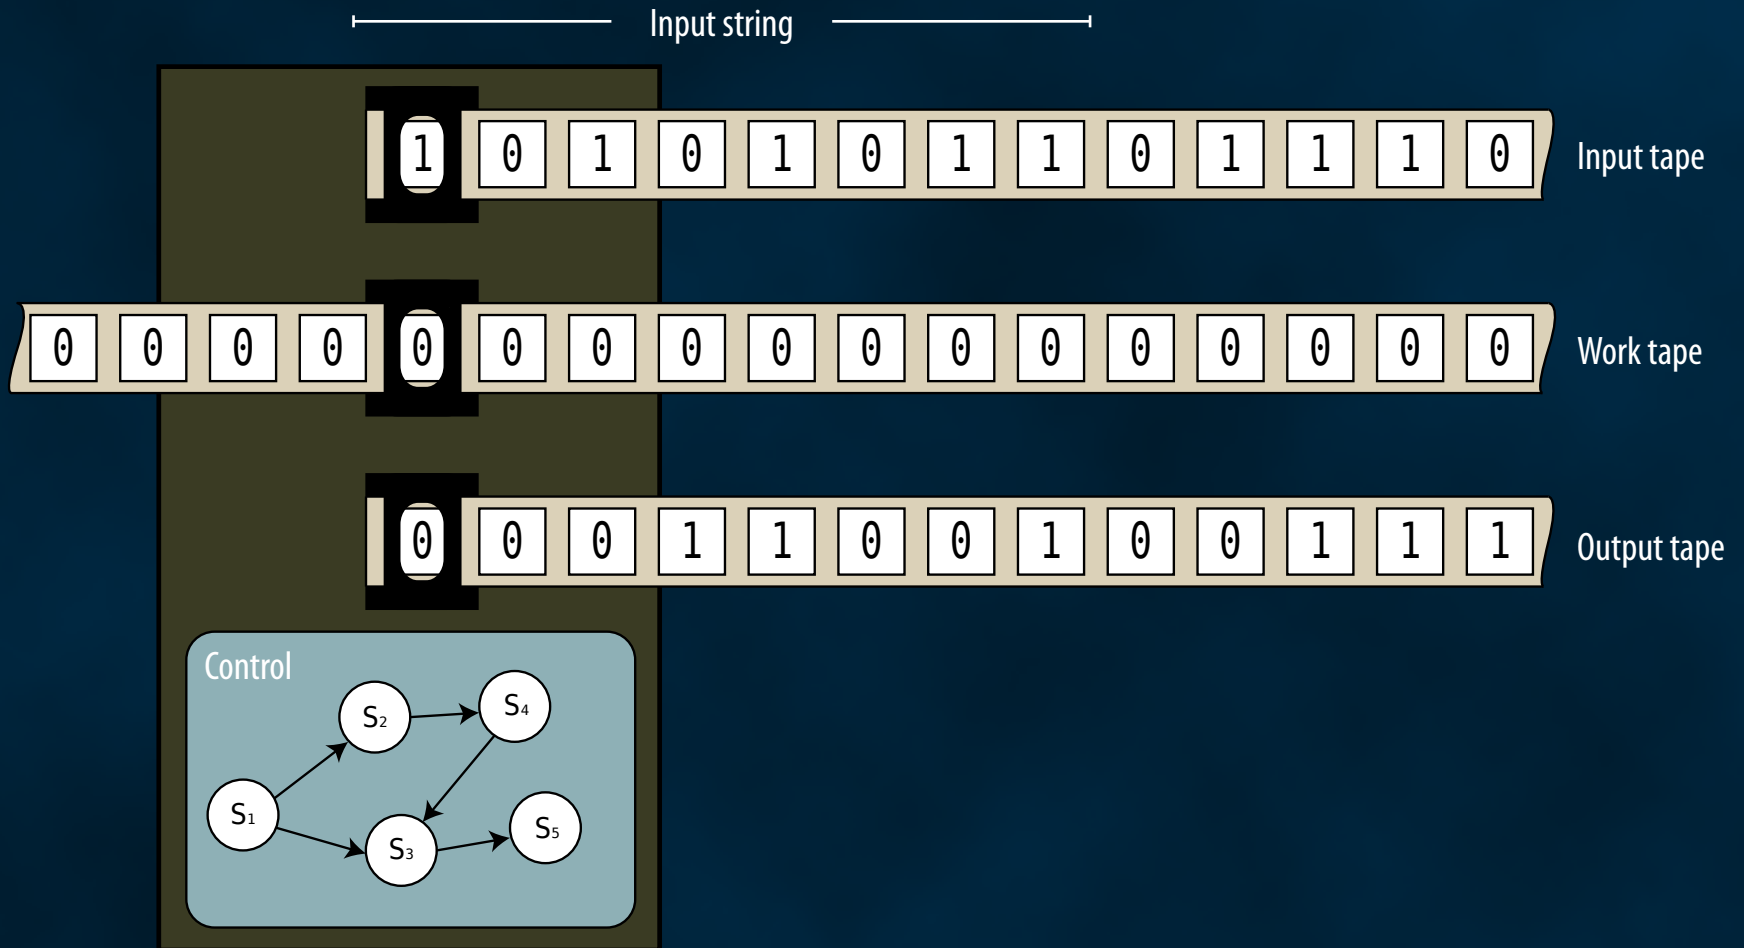 Input string
1 0 1 0 1 0 1 1 0 1 1 1 0 Input tape
0 0 0 0 0 0 0 0 0 0 0 0 0 0 0 0 0 Work tape
0 0 0 1 1 0 0 1 0 0 1 1 1 Output tape
Control
S2
S4
S1
S3
S5